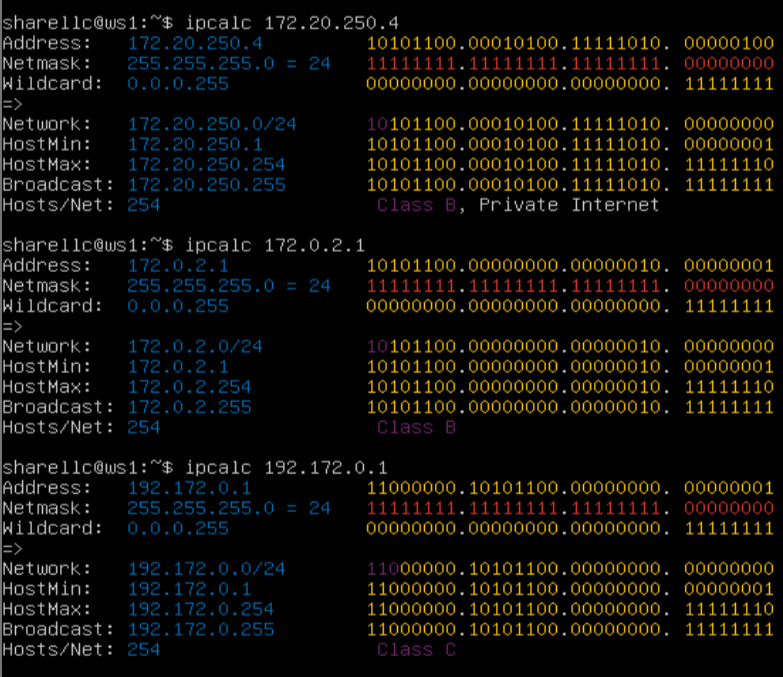 sharellc@ws1:~$ ipcalc 172.20.250.4
Address:   172.20.250.4         10101100.00010100.11111010. 00000100
Netmask:   255.255.255.0 = 24   11111111.11111111.11111111. 00000000
Wildcard:  0.0.0.255            00000000.00000000.00000000. 11111111
=>
Network:   172.20.250.0/24      10101100.00010100.11111010. 00000000
HostMin:   172.20.250.1         10101100.00010100.11111010. 00000001
HostMax:   172.20.250.254       10101100.00010100.11111010. 11111110
Broadcast: 172.20.250.255       10101100.00010100.11111010. 11111111
Hosts/Net: 254                   Class B, Private Internet
sharellc@ws1:~$ ipcalc 172.0.2.1
Address:   172.0.2.1            10101100.00000000.00000010. 00000001
Netmask:   255.255.255.0 = 24   11111111.11111111.11111111. 00000000
Wildcard:  0.0.0.255            00000000.00000000.00000000. 11111111
=>
Network:   172.0.2.0/24         10101100.00000000.00000010. 00000000
HostMin:   172.0.2.1            10101100.00000000.00000010. 00000001
HostMax:   172.0.2.254          10101100.00000000.00000010. 11111110
Broadcast: 172.0.2.255          10101100.00000000.00000010. 11111111
Hosts/Net: 254                   Class B
sharellc@ws1:~$ ipcalc 192.172.0.1
Address:   192.172.0.1          11000000.10101100.00000000. 00000001
Netmask:   255.255.255.0 = 24   11111111.11111111.11111111. 00000000
Wildcard:  0.0.0.255            00000000.00000000.00000000. 11111111
=>
Network:   192.172.0.0/24       11000000.10101100.00000000. 00000000
HostMin:   192.172.0.1          11000000.10101100.00000000. 00000001
HostMax:   192.172.0.254        11000000.10101100.00000000. 11111110
Broadcast: 192.172.0.255        11000000.10101100.00000000. 11111111
Hosts/Net: 254                   Class C